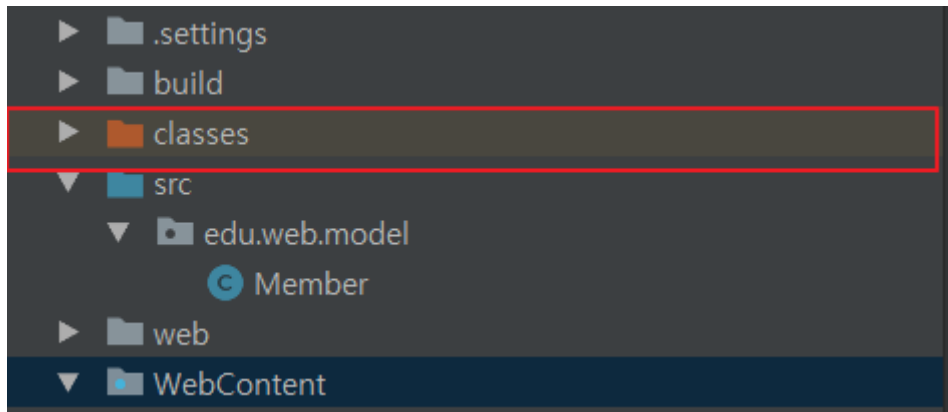 .settings
build
classes
src
edu.web.model
C Member
web
WebContent